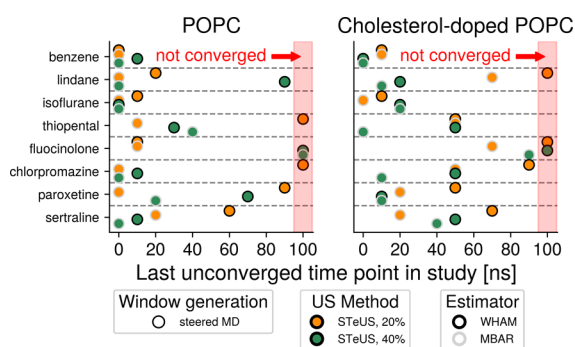 POPC
Cholesterol-doped POPC
benzene
not converged
not converged
lindane
isoflurane
thiopental
fluocinolone
chlorpromazine
paroxetine
sertraline
0 20 40 60 80 100
0 20 40 60 80 100
Last unconverged time point in study [ns]
Window generation
steered MD
US Method
STeUS, 20%
STeUS, 40%
Estimator
WHAM
MBAR